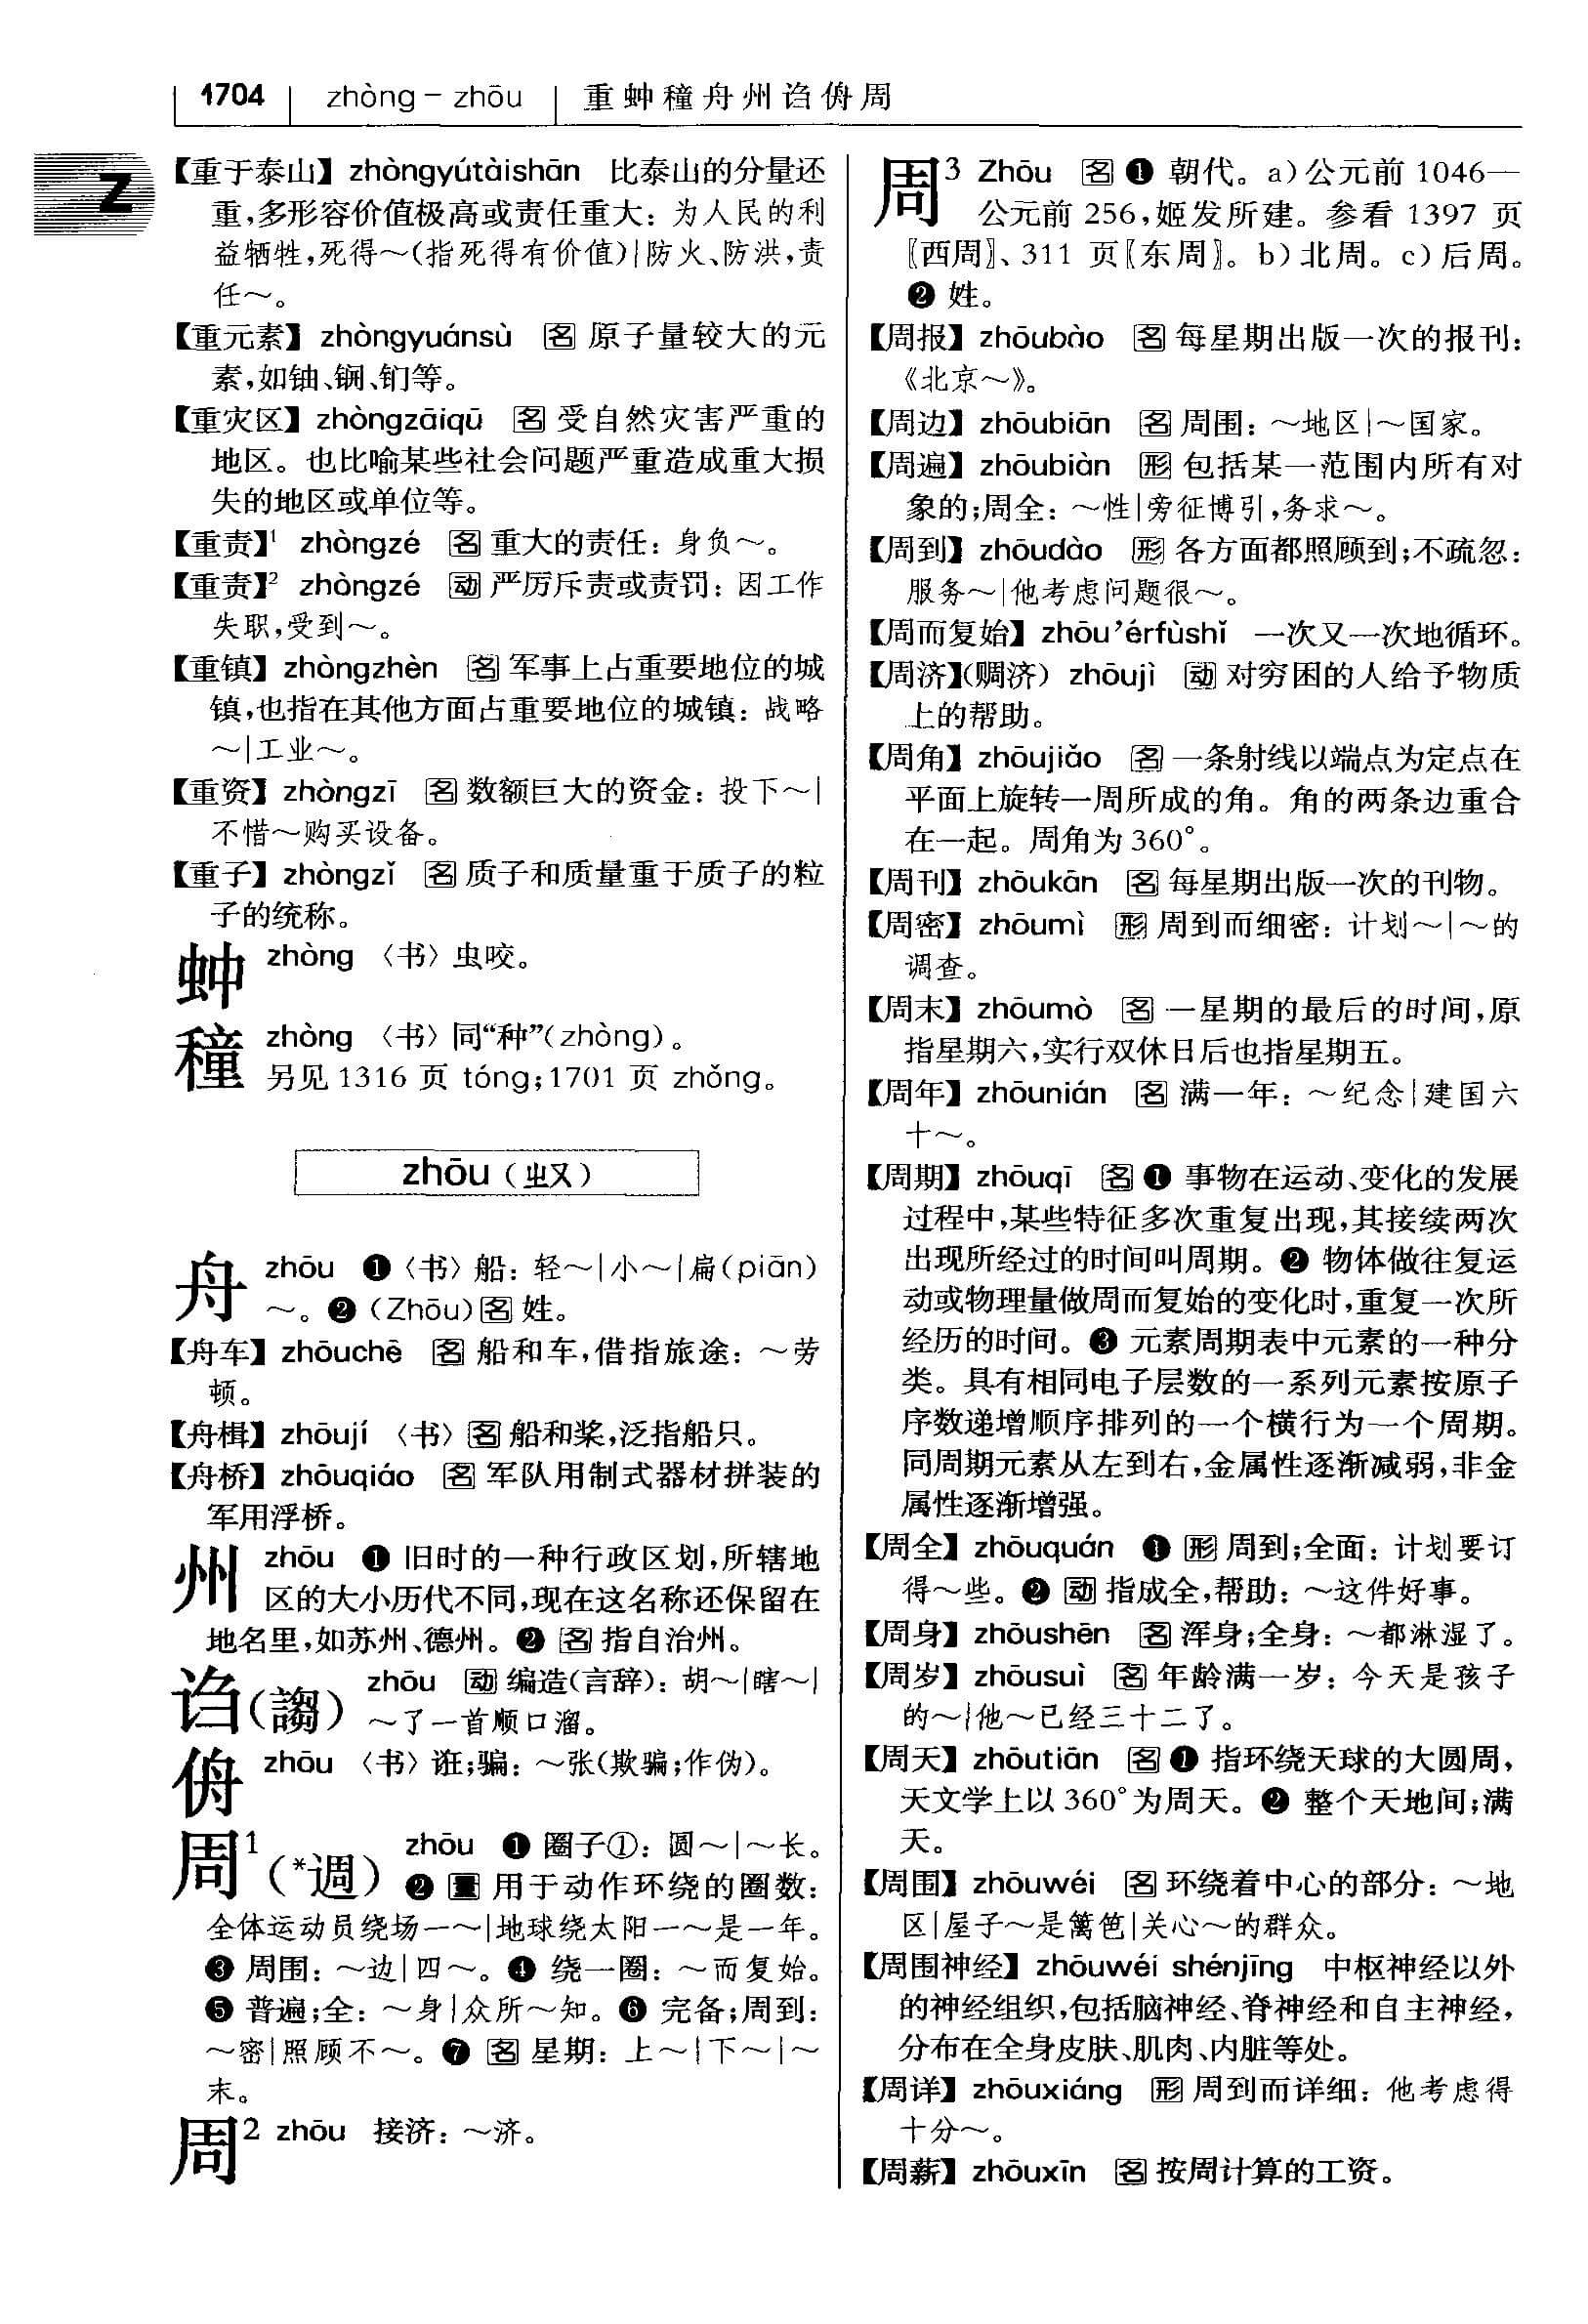 1704 zhòng – zhōu 重蚛穜舟州诌侜周
Z
【重于泰山】 zhòngyútàishān 比泰山的分量还
重,多形容价值极高或责任重大：为人民的利
益牺牲,死得～(指死得有价值)|防火、防洪,责
任～。
【重元素】 zhòngyuánsù 名 原子量较大的元
素,如铀、锎、钔等。
【重灾区】 zhòngzāiqū 名 受自然灾害严重的
地区。也比喻某些社会问题严重造成重大损
失的地区或单位等。
【重责】¹ zhòngzé 名 重大的责任：身负～。
【重责】² zhòngzé 动 严厉斥责或责罚：因工作
失职,受到～。
【重镇】 zhòngzhèn 名 军事上占重要地位的城
镇,也指在其他方面占重要地位的城镇：战略
～|工业～。
【重资】 zhòngzī 名 数额巨大的资金：投下～|
不惜～购买设备。
【重子】 zhòngzǐ 名 质子和质量重于质子的粒
子的统称。
蚛 zhòng 〈书〉虫咬。
穜 zhòng 〈书〉同“种”(zhòng)。
另见1316 页 tóng;1701 页 zhǒng。
zhōu (ㄓㄡ)
舟 zhōu ❶〈书〉船：轻～|小～|扁(piān)
～。❷ (Zhōu) 名 姓。
【舟车】 zhōuchē 名 船和车,借指旅途：～劳
顿。
【舟楫】 zhōují 〈书〉名 船和桨,泛指船只。
【舟桥】 zhōuqiáo 名 军队用制式器材拼装的
军用浮桥。
州 zhōu ❶ 旧时的一种行政区划,所辖地
区的大小历代不同,现在这名称还保留在
地名里,如苏州、德州。❷ 名 指自治州。
诌(謅) zhōu 动 编造(言辞)：胡～|瞎～|
～了一首顺口溜。
侜 zhōu 〈书〉诳;骗：～张(欺骗;作伪)。
周¹(*週) zhōu ❶ 圈子①：圆～|～长。
❷ 量 用于动作环绕的圈数：
全体运动员绕场一～|地球绕太阳一～是一年。
❸ 周围：～边|四～。❹ 绕一圈：～而复始。
❺ 普遍;全：～身|众所～知。❻ 完备;周到：
～密|照顾不～。❼ 名 星期：上～|下～|～
末。
周² zhōu 接济：～济。
周³ Zhōu 名 ❶ 朝代。a)公元前 1046—
公元前 256,姬发所建。参看 1397 页
〖西周〗、311 页〖东周〗。b)北周。c)后周。
❷ 姓。
【周报】 zhōubào 名 每星期出版一次的报刊：
《北京～》。
【周边】 zhōubiān 名 周围：～地区|～国家。
【周遍】 zhōubiàn 形 包括某一范围内所有对
象的;周全：～性|旁征博引,务求～。
【周到】 zhōudào 形 各方面都照顾到;不疏忽：
服务～|他考虑问题很～。
【周而复始】 zhōu’érfùshǐ 一次又一次地循环。
【周济】(赒济) zhōujì 动 对穷困的人给予物质
上的帮助。
【周角】 zhōujiǎo 名 一条射线以端点为定点在
平面上旋转一周所成的角。角的两条边重合
在一起。周角为360°。
【周刊】 zhōukān 名 每星期出版一次的刊物。
【周密】 zhōumì 形 周到而细密：计划～|～的
调查。
【周末】 zhōumò 名 一星期的最后的时间,原
指星期六,实行双休日后也指星期五。
【周年】 zhōunián 名 满一年：～纪念|建国六
十～。
【周期】 zhōuqī 名 ❶ 事物在运动、变化的发展
过程中,某些特征多次重复出现,其接续两次
出现所经过的时间叫周期。❷ 物体做往复运
动或物理量做周而复始的变化时,重复一次所
经历的时间。❸ 元素周期表中元素的一种分
类。具有相同电子层数的一系列元素按原子
序数递增顺序排列的一个横行为一个周期。
同周期元素从左到右,金属性逐渐减弱,非金
属性逐渐增强。
【周全】 zhōuquán ❶ 形 周到;全面：计划要订
得～些。❷ 动 指成全,帮助：～这件好事。
【周身】 zhōushēn 名 浑身;全身：～都淋湿了。
【周岁】 zhōusuì 名 年龄满一岁：今天是孩子
的～|他～已经三十二了。
【周天】 zhōutiān 名 ❶ 指环绕天球的大圆周,
天文学上以360°为周天。❷ 整个天地间;满
天。
【周围】 zhōuwéi 名 环绕着中心的部分：～地
区|屋子～是篱笆|关心～的群众。
【周围神经】 zhōuwéi shénjīng 中枢神经以外
的神经组织,包括脑神经、脊神经和自主神经,
分布在全身皮肤、肌肉、内脏等处。
【周详】 zhōuxiáng 形 周到而详细：他考虑得
十分～。
【周薪】 zhōuxīn 名 按周计算的工资。